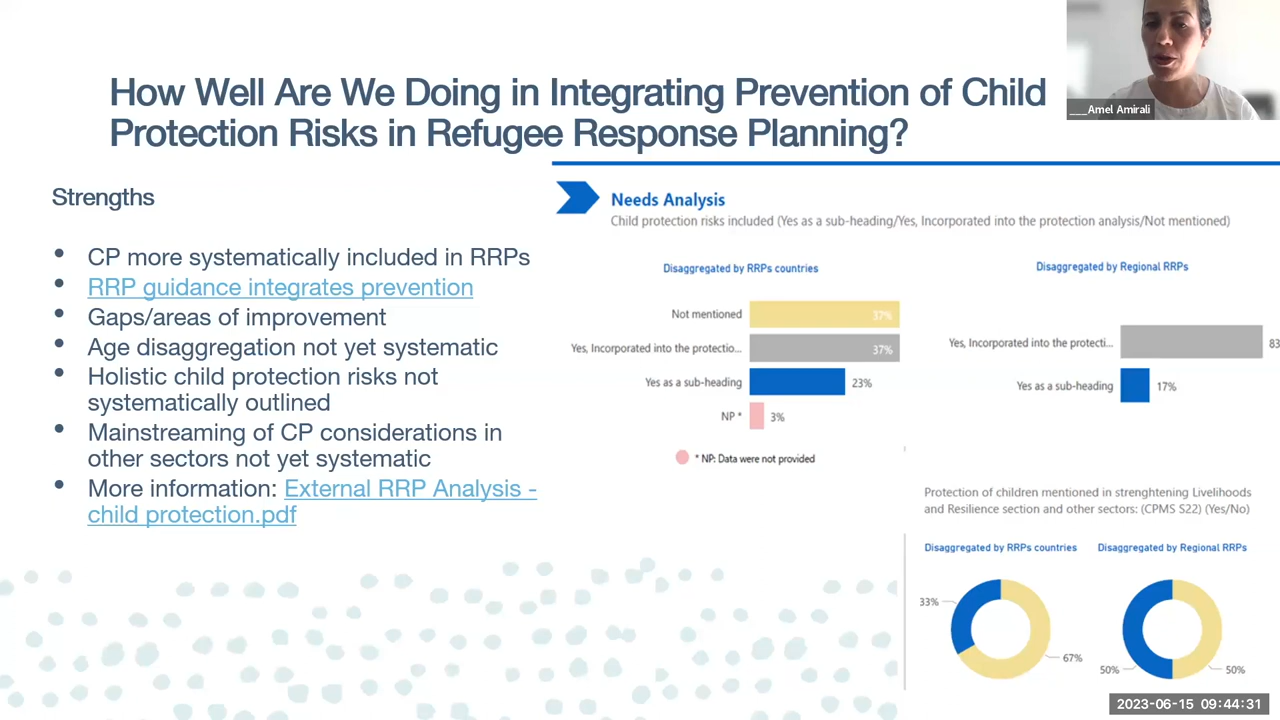 How Well Are We Doing in Integrating Prevention of Child
Protection Risks in Refugee Response Planning?
___Amel Amirali
Strengths
• CP more systematically included in RRPs
• RRP guidance integrates prevention
• Gaps/areas of improvement
• Age disaggregation not yet systematic
• Holistic child protection risks not
systematically outlined
• Mainstreaming of CP considerations in
other sectors not yet systematic
• More information: External RRP Analysis -
child protection.pdf
Needs Analysis
Child protection risks included (Yes as a sub-heading/Yes, Incorporated into the protection analysis/Not mentioned)
Disaggregated by RRPs countries
Not mentioned 37%
Yes, Incorporated into the protectio... 37%
Yes as a sub-heading 23%
NP * 3%
* NP: Data were not provided
Disaggregated by Regional RRPs
Yes, Incorporated into the protecti... 83
Yes as a sub-heading 17%
Protection of children mentioned in strenghtening Livelihoods
and Resilience section and other sectors: (CPMS S22) (Yes/No)
Disaggregated by RRPs countries
33%
67%
Disaggregated by Regional RRPs
50%
50%
2023-06-15 09:44:31